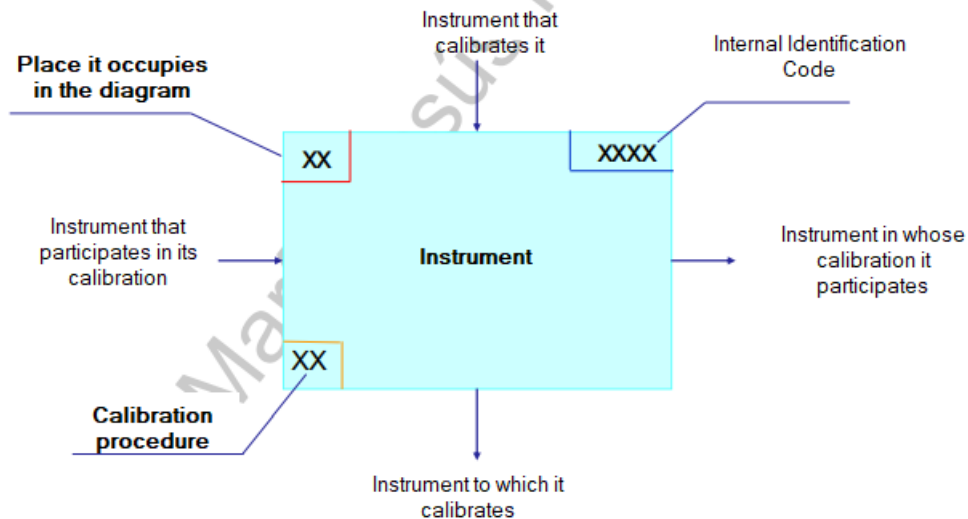 Instrument that
calibrates it
Internal Identification
Code
Place it occupies
in the diagram
XX
XXXX
Instrument that
participates in its
calibration
Instrument
Instrument in whose
calibration it
participates
XX
Calibration
procedure
Instrument to which it
calibrates